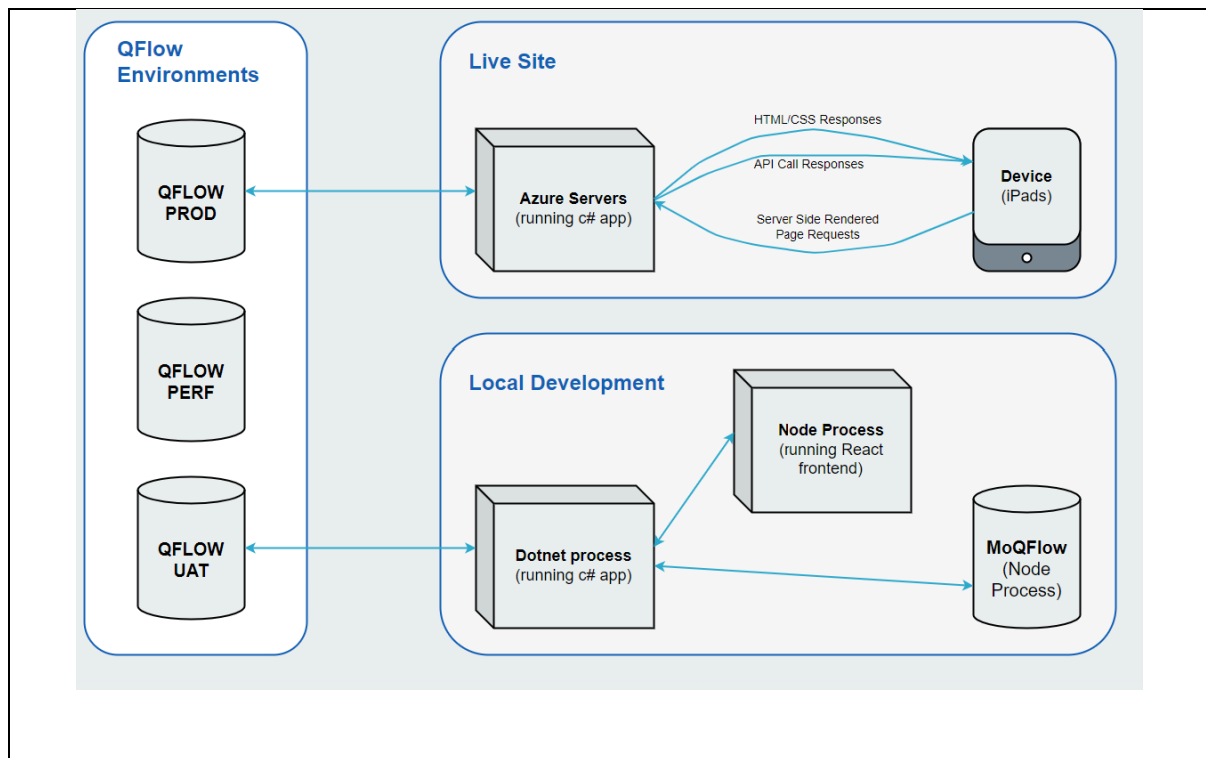 QFlow
Environments
QFLOW
PROD
QFLOW
PERF
QFLOW
UAT
Live Site
Azure Servers
(running c# app)
HTML/CSS Responses
API Call Responses
Server Side Rendered
Page Requests
Device
(iPads)
Local Development
Node Process
(running React
frontend)
Dotnet process
(running c# app)
MoQFlow
(Node
Process)